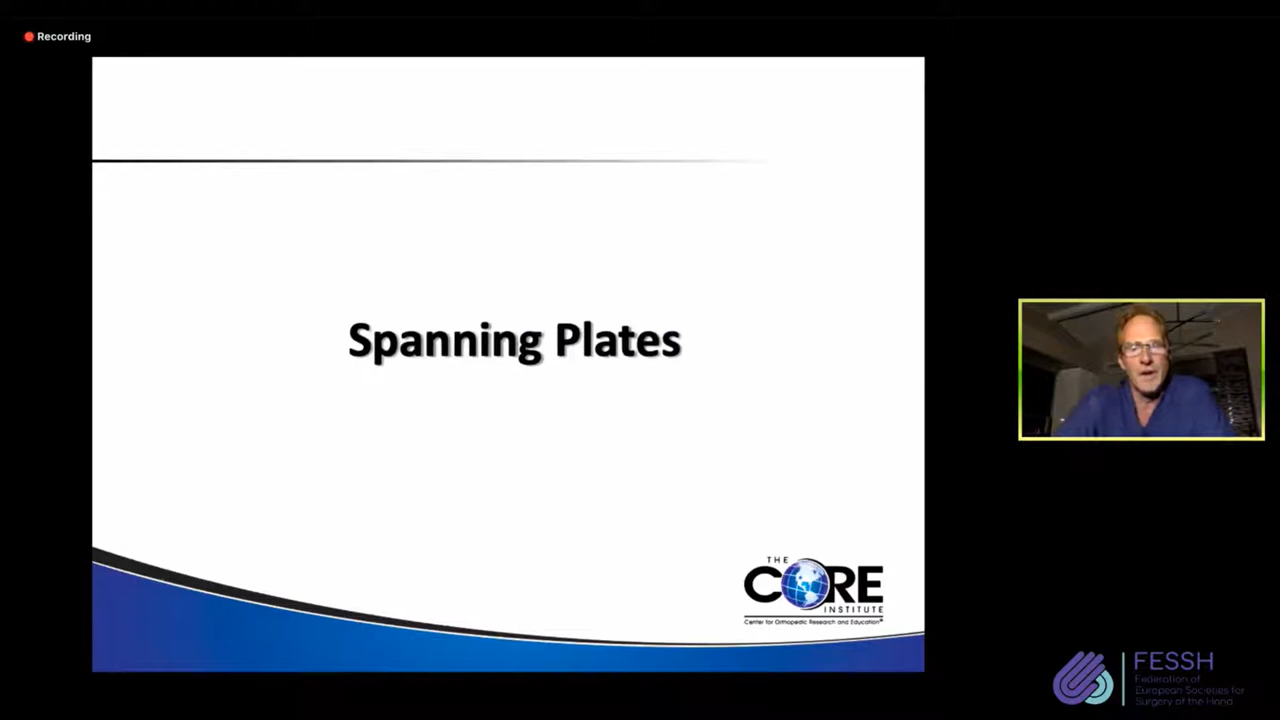 Recording
Spanning Plates
THE
CORE
INSTITUTE
Center for Orthopedic Research and Education®
FESSH
Federation of
European Societies for
Surgery of the Hand